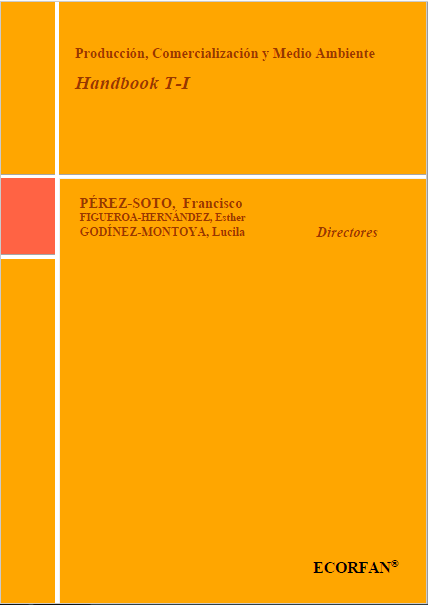 Producción, Comercialización y Medio Ambiente
Handbook T-I
PÉREZ-SOTO, Francisco
FIGUEROA-HERNÁNDEZ, Esther
GODÍNEZ-MONTOYA, Lucila
Directores
ECORFAN®